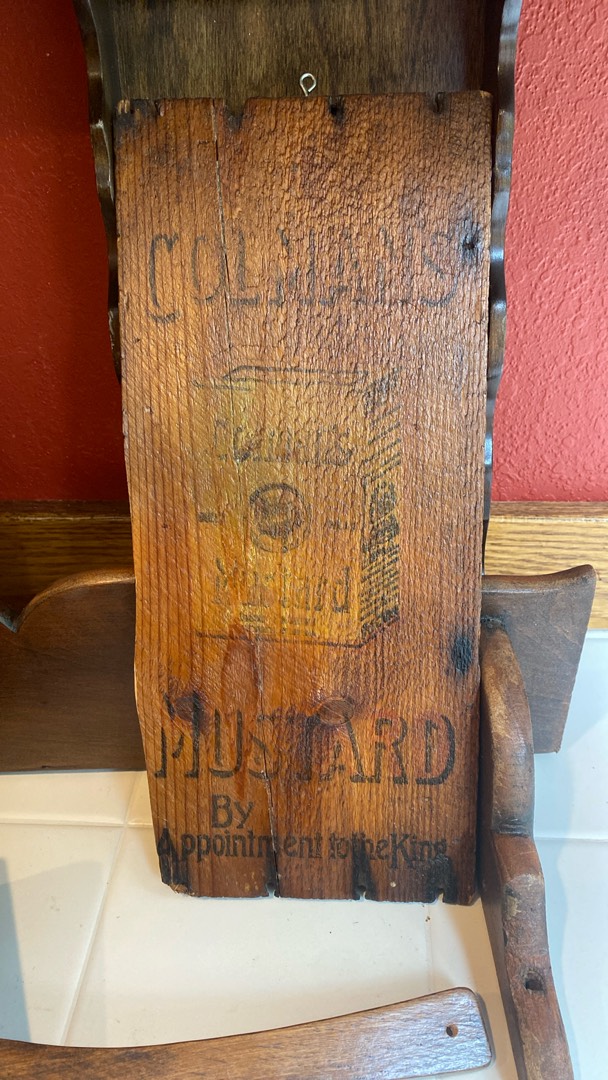 COLMAN'S
COLMAN'S
Mustard
MUSTARD
By
Appointment to the King